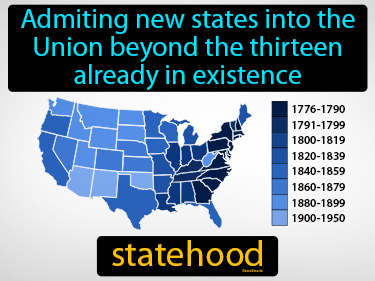 Admiting new states into the
Union beyond the thirteen
already in existence
1776-1790
1791-1799
1800-1819
1820-1839
1840-1859
1860-1879
1880-1899
1900-1950
statehood